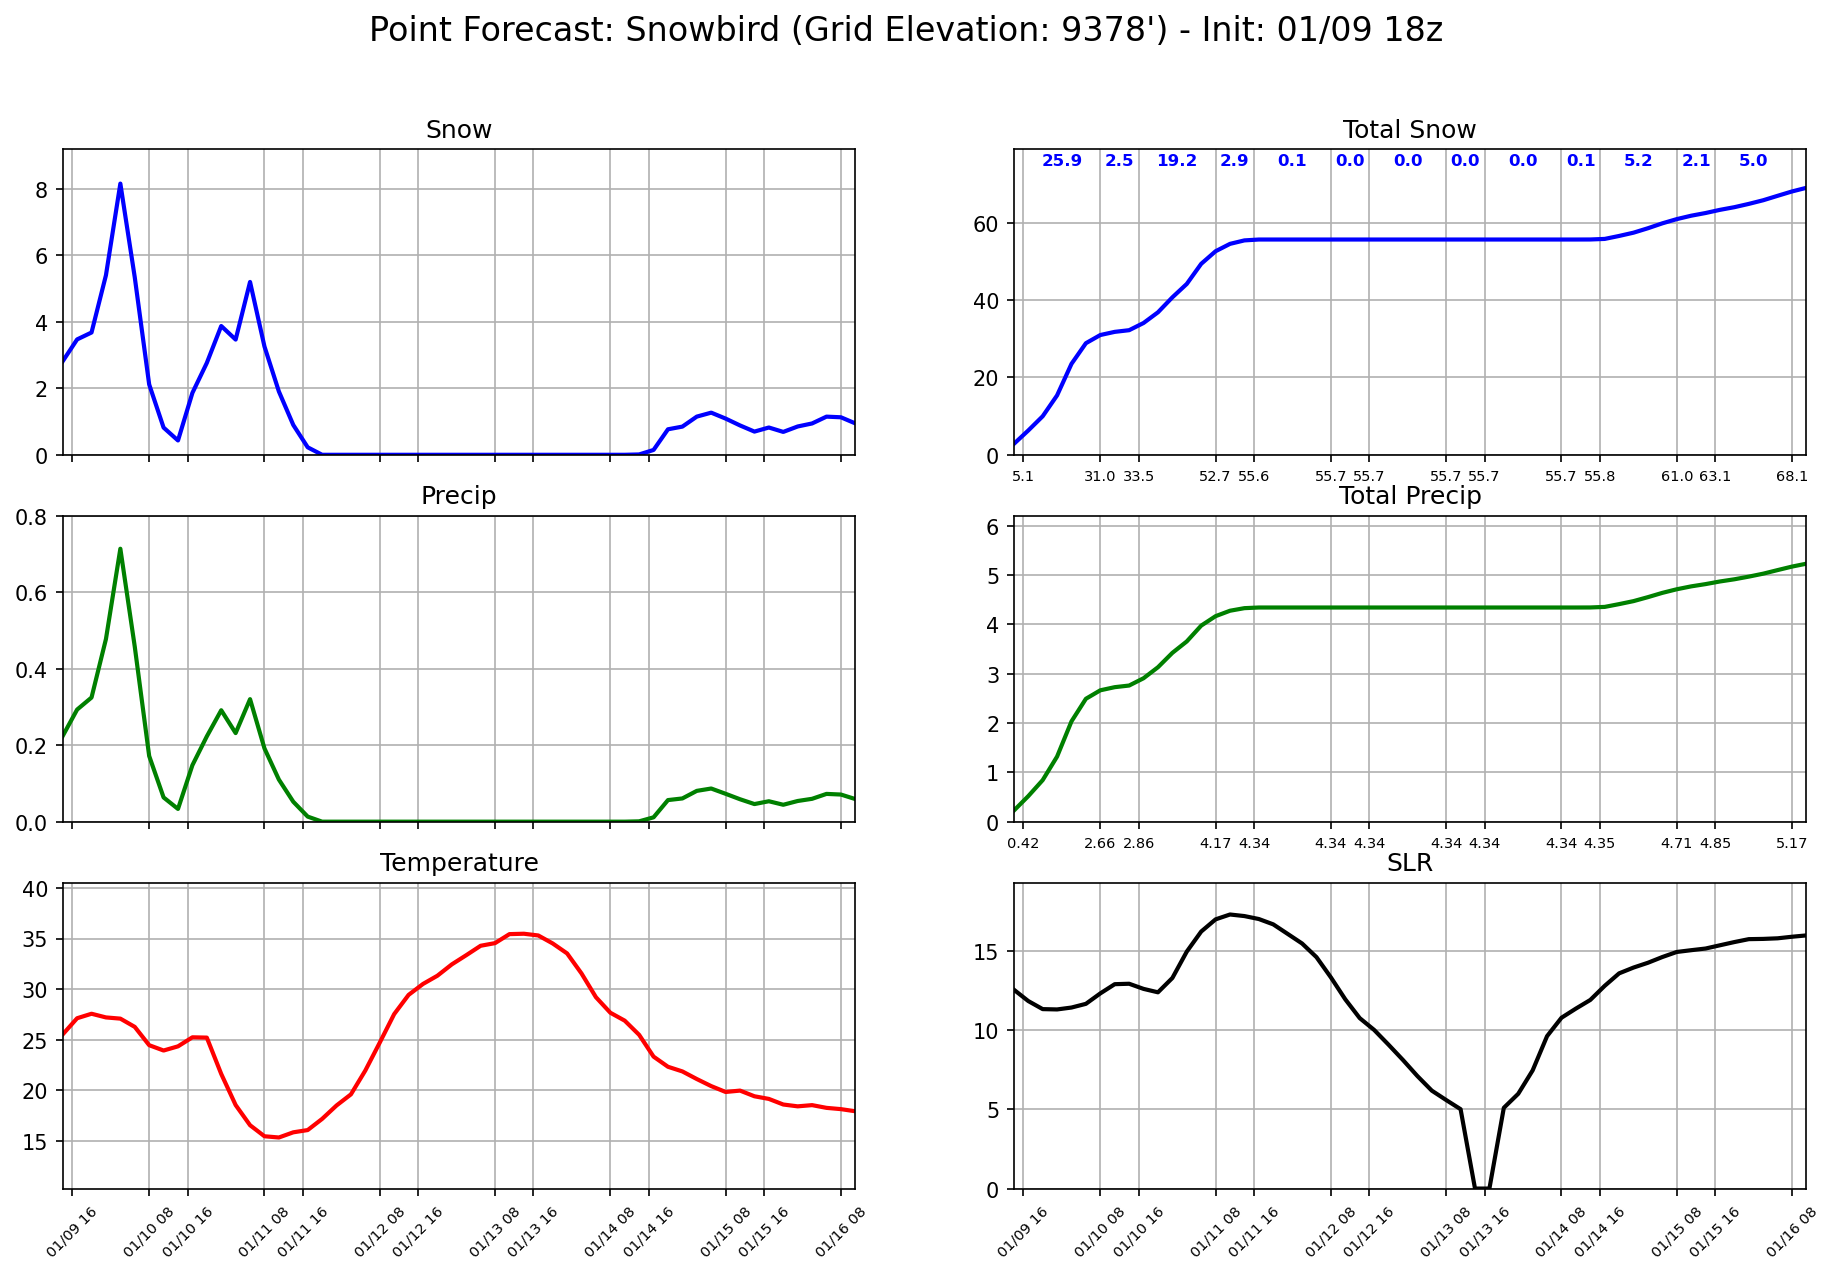 Point Forecast: Snowbird (Grid Elevation: 9378') - Init: 01/09 18z
Snow
8
6
4
2
0
Total Snow
25.9 2.5 19.2 2.9 0.1 0.0 0.0 0.0 0.0 0.1 5.2 2.1 5.0
60
40
20
0
5.1 31.0 33.5 52.7 55.6 55.7 55.7 55.7 55.7 55.7 55.8 61.0 63.1 68.1
Precip
0.8
0.6
0.4
0.2
0.0
Total Precip
6
5
4
3
2
1
0
0.42 2.66 2.86 4.17 4.34 4.34 4.34 4.34 4.34 4.34 4.35 4.71 4.85 5.17
Temperature
40
35
30
25
20
15
01/09 16 01/10 08 01/10 16 01/11 08 01/11 16 01/12 08 01/12 16 01/13 08 01/13 16 01/14 08 01/14 16 01/15 08 01/15 16 01/16 08
SLR
15
10
5
0
01/09 16 01/10 08 01/10 16 01/11 08 01/11 16 01/12 08 01/12 16 01/13 08 01/13 16 01/14 08 01/14 16 01/15 08 01/15 16 01/16 08